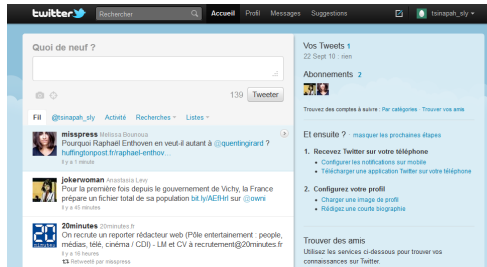 twitter
Rechercher
Accueil Profil Messages Suggestions
tsinapah_sly
Quoi de neuf ?
139 Tweeter
Fil @tsinapah_sly Activité Recherches Listes
misspress Melissa Bounoua
Pourquoi Raphaël Enthoven en veut-il autant à @quentingirard ?
huffingtonpost.fr/raphael-enthov...
Il y a 1 minute
jokerwoman Anastasia Levy
Pour la première fois depuis le gouvernement de Vichy, la France
prépare un fichier total de sa population bit.ly/AEfHrI sur @owni
Il y a 45 minutes
20minutes 20minutes.fr
On recrute un reporter rédacteur web (Pôle entertainement : people,
médias, télé, cinéma / CDI) - LM et CV à recrutement@20minutes.fr
Il y a 16 heures
Retweeté par misspress
Vos Tweets 1
22 Sept 10 : rien
Abonnements 2
Trouvez des comptes à suivre : Par catégories Trouver vos amis
Et ensuite ? · masquer les prochaines étapes
1. Recevez Twitter sur votre téléphone
• Configurer les notifications sur mobile
• Télécharger une application Twitter sur votre téléphone
2. Configurez votre profil
• Charger une image de profil
• Rédigez une courte biographie
Trouver des amis
Utilisez les services ci-dessous pour trouver vos
connaissances sur Twitter.
20
minutes